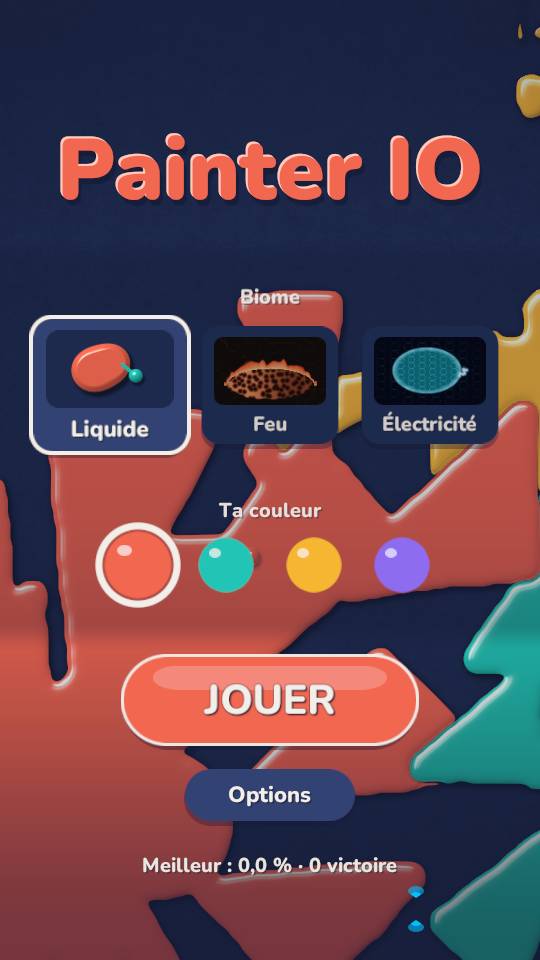 Painter IO
Biome
Liquide
Feu
Électricité
Ta couleur
JOUER
Options
Meilleur : 0,0 % · 0 victoire